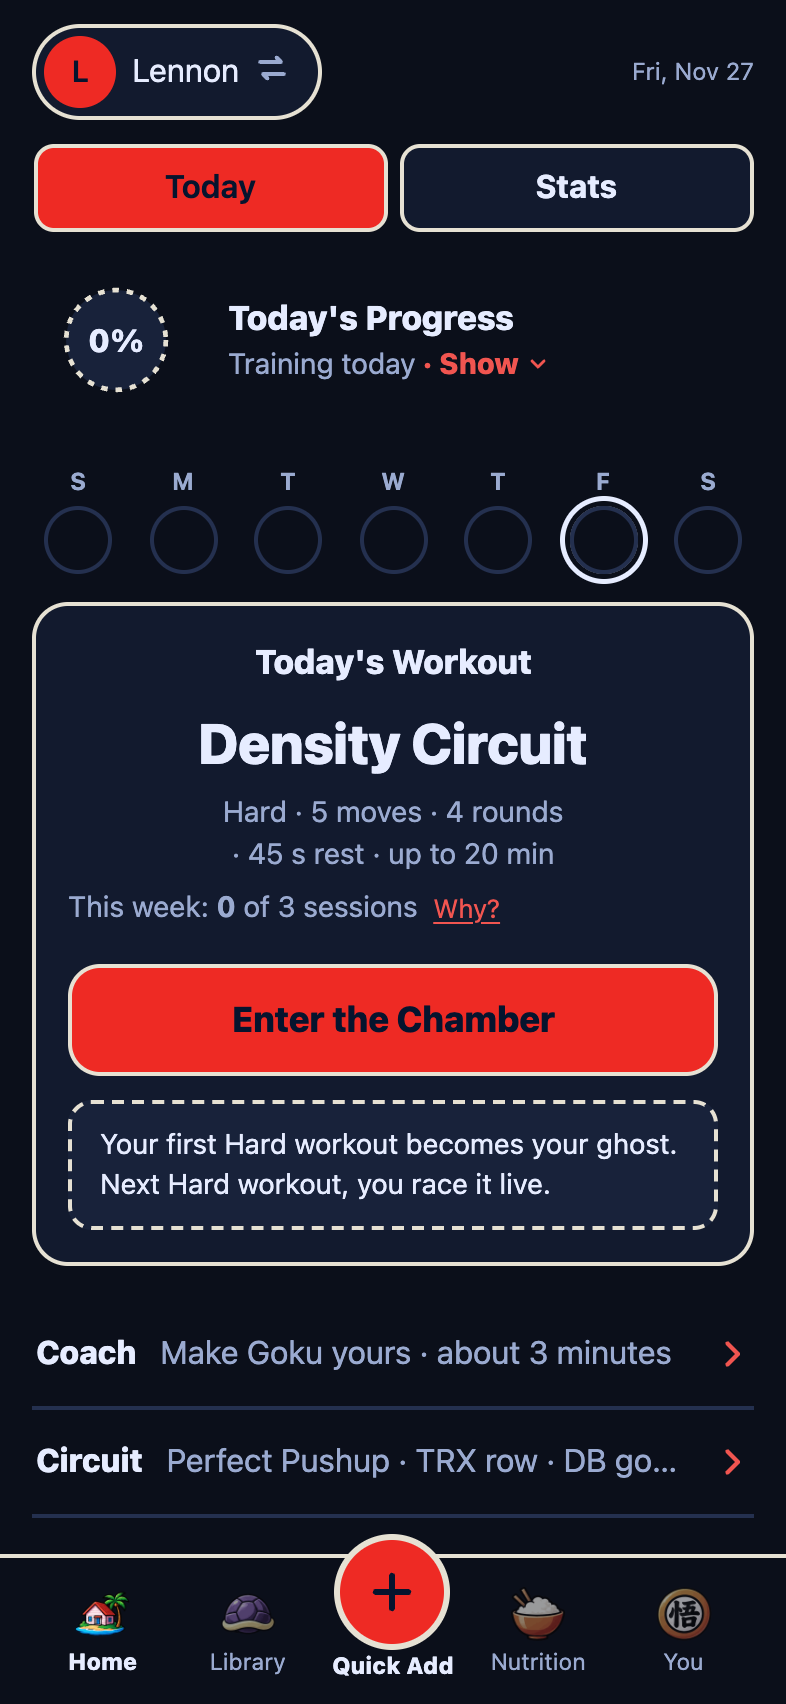 L Lennon
Fri, Nov 27
Today
Stats
0%
Today's Progress
Training today · Show
S M T W T F S
Today's Workout
Density Circuit
Hard · 5 moves · 4 rounds
· 45 s rest · up to 20 min
This week: 0 of 3 sessions Why?
Enter the Chamber
Your first Hard workout becomes your ghost.
Next Hard workout, you race it live.
Coach Make Goku yours · about 3 minutes
Circuit Perfect Pushup · TRX row · DB go...
悟
Home Library Quick Add Nutrition You